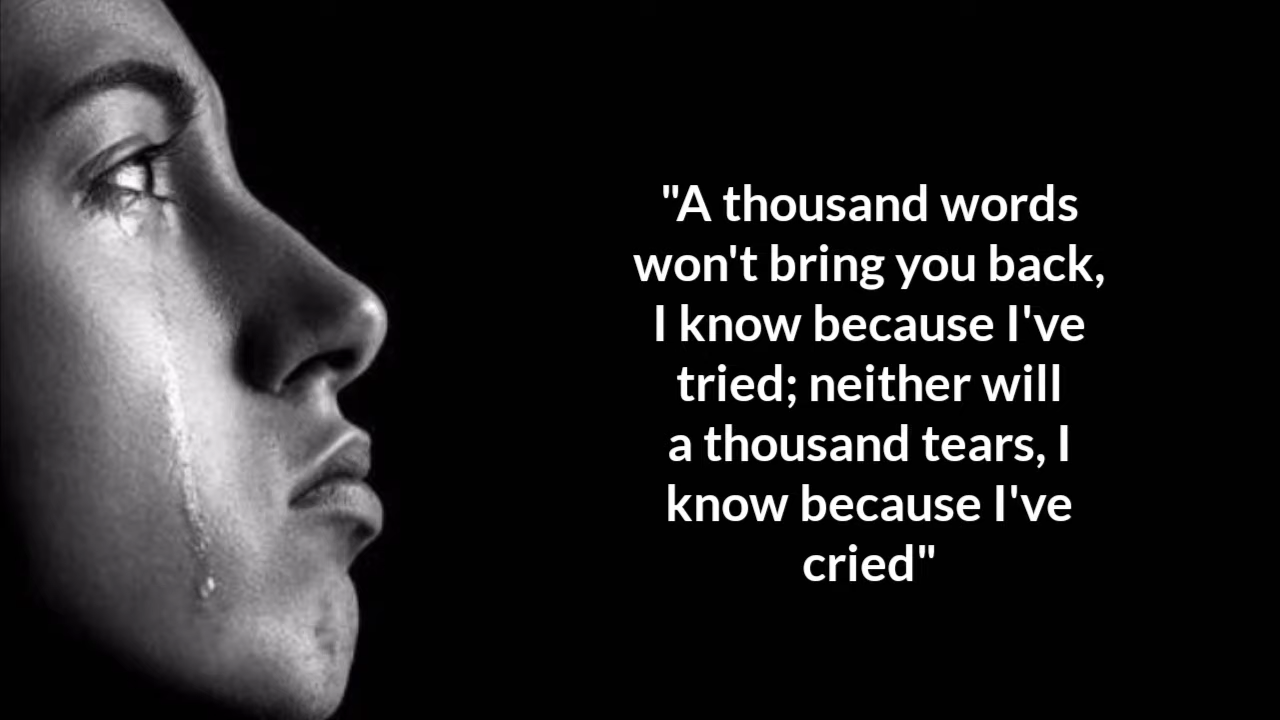 "A thousand words
won't bring you back,
I know because I've
tried; neither will
a thousand tears, I
know because I've
cried"